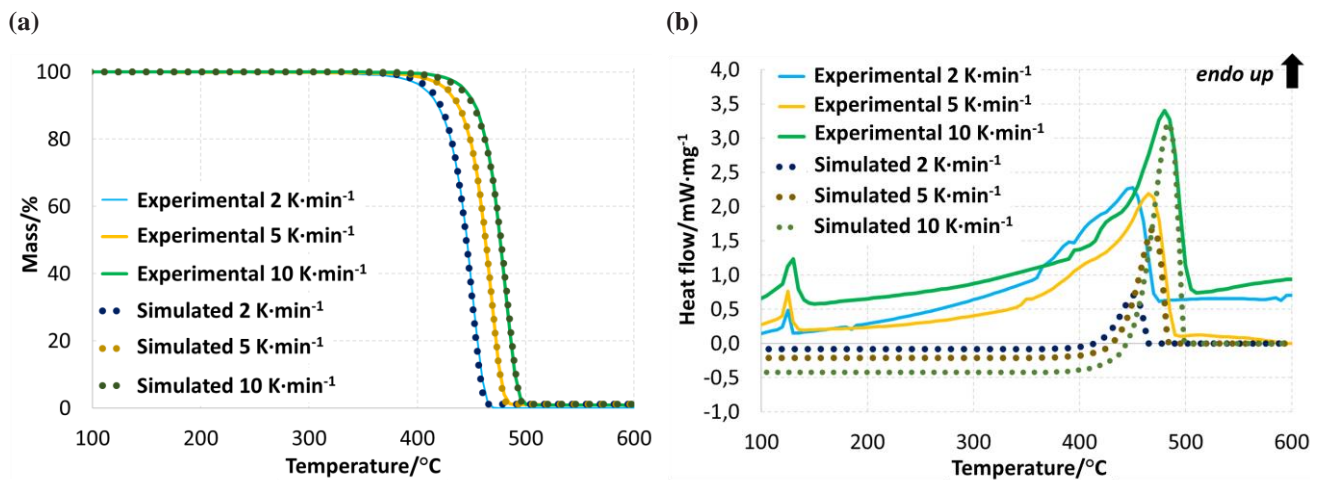 (a)
100
80
60
40
20
0
Mass/%
Experimental 2 K·min-1
Experimental 5 K·min-1
Experimental 10 K·min-1
Simulated 2 K·min-1
Simulated 5 K·min-1
Simulated 10 K·min-1
100 200 300 400 500 600
Temperature/°C
(b)
4,0
3,5
3,0
2,5
2,0
1,5
1,0
0,5
0,0
-0,5
-1,0
Heat flow/mW·mg-1
endo up
Experimental 2 K·min-1
Experimental 5 K·min-1
Experimental 10 K·min-1
Simulated 2 K·min-1
Simulated 5 K·min-1
Simulated 10 K·min-1
100 200 300 400 500 600
Temperature/°C